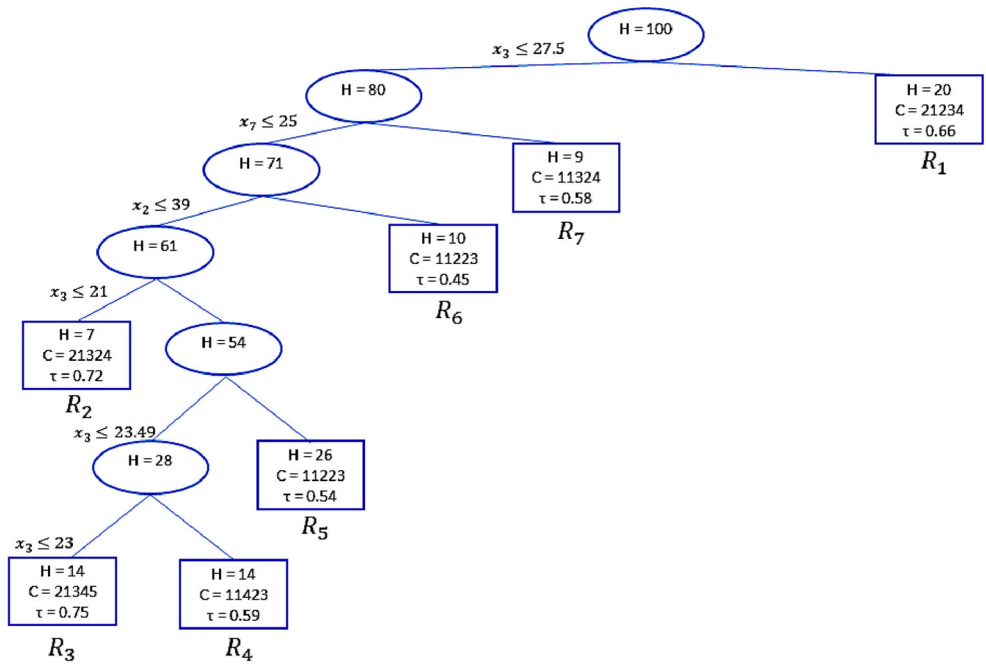 H = 100
x₃ ≤ 27.5
H = 80
H = 20
C = 21234
τ = 0.66
R₁
x₇ ≤ 25
H = 71
H = 9
C = 11324
τ = 0.58
R₇
x₂ ≤ 39
H = 61
H = 10
C = 11223
τ = 0.45
R₆
x₃ ≤ 21
H = 7
C = 21324
τ = 0.72
R₂
H = 54
x₃ ≤ 23.49
H = 28
H = 26
C = 11223
τ = 0.54
R₅
x₃ ≤ 23
H = 14
C = 21345
τ = 0.75
R₃
H = 14
C = 11423
τ = 0.59
R₄